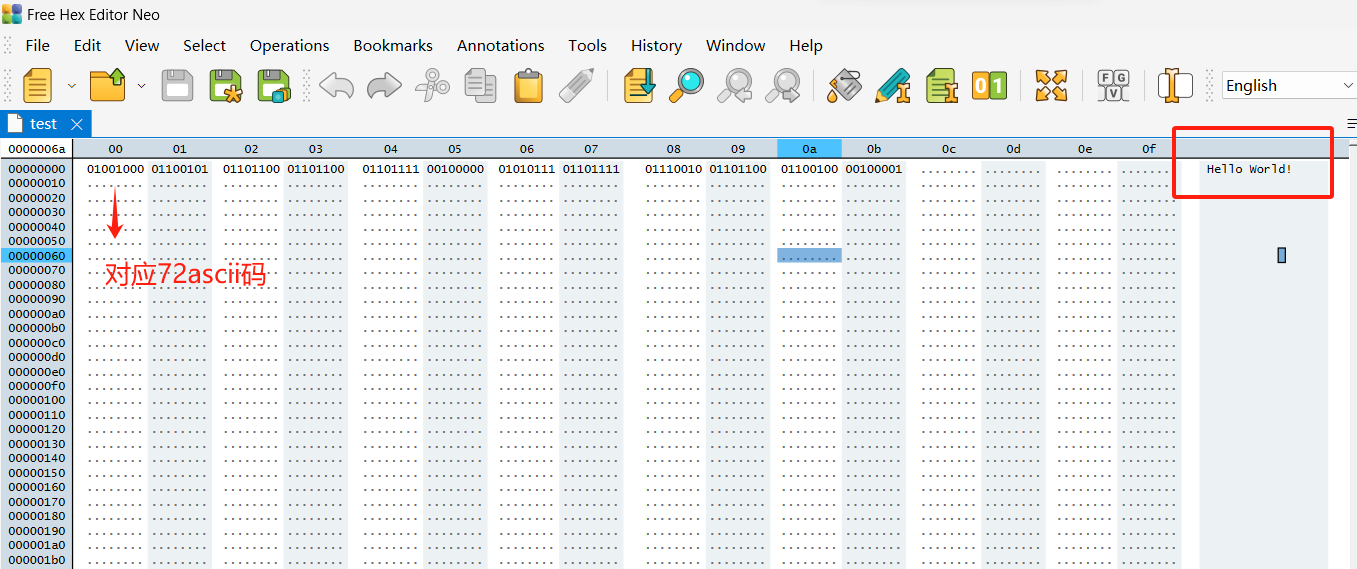 Free Hex Editor Neo
File Edit View Select Operations Bookmarks Annotations Tools History Window Help
01 F G V English
test
0000006a 00 01 02 03 04 05 06 07 08 09 0a 0b 0c 0d 0e 0f
00000000 01001000 01100101 01101100 01101100 01101111 00100000 01010111 01101111 01110010 01101100 01100100 00100001 ........ ........ ........ ........ Hello World!
00000010
00000020
00000030
00000040
00000050
00000060
对应72ascii码
00000070
00000080
00000090
000000a0
000000b0
000000c0
000000d0
000000e0
000000f0
00000100
00000110
00000120
00000130
00000140
00000150
00000160
00000170
00000180
00000190
000001a0
000001b0